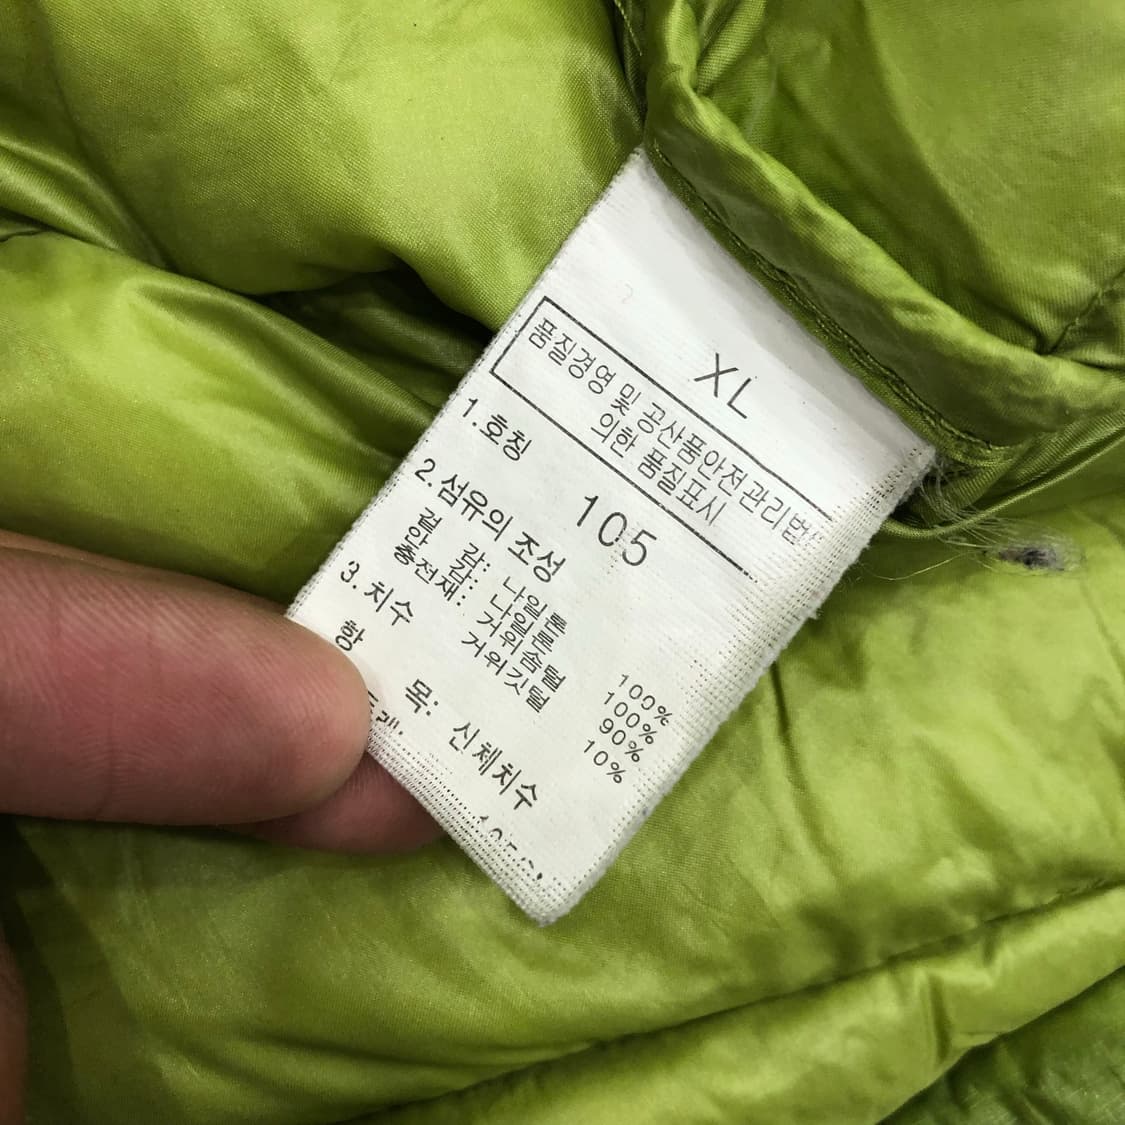 XL
품질경영 및 공산품안전관리법
의한 품질표시
1.호칭 105
2.섬유의 조성
겉 감: 나일론 100%
안 감: 나일론 100%
충전재: 거위솜털 90%
거위깃털 10%
3.치수
항 목: 신체치수